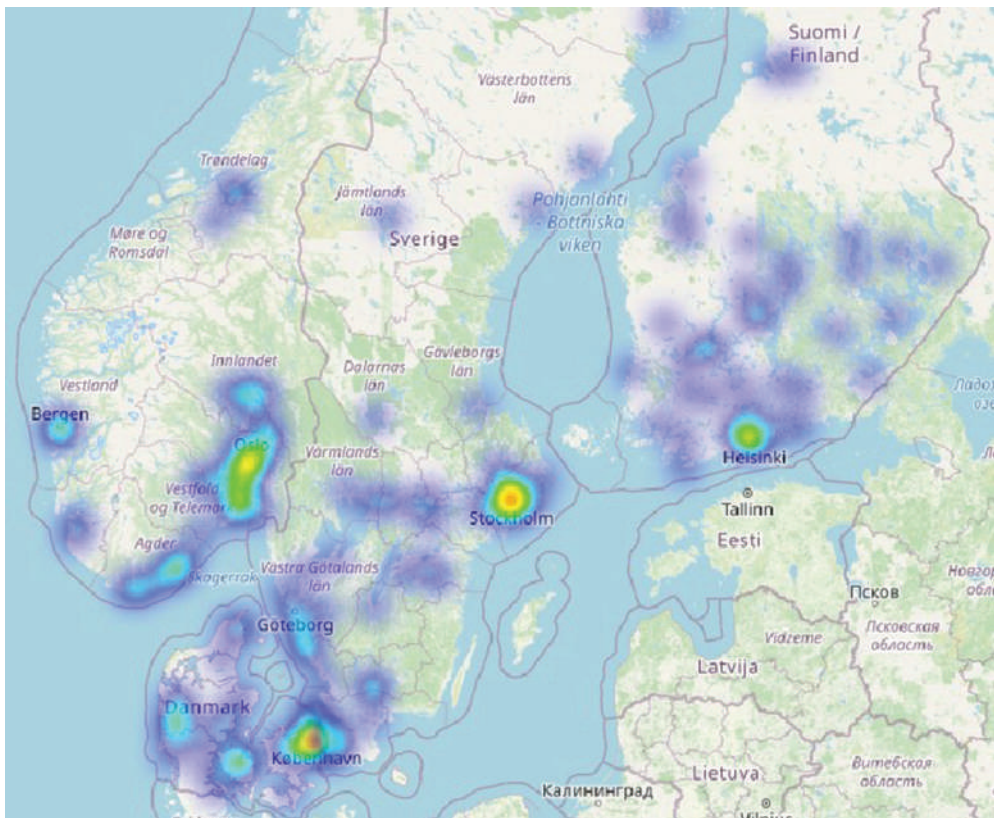 Suomi /
Finland
Västerbottens
län
Trøndelag
Jämtlands
län
Pohjanlahti
- Bottniska
viken
Møre og
Romsdal
Sverige
Innlandet
Dalarnas
län
Gävleborgs
län
Vestland
Bergen
Oslo
Värmlands
län
Vestfold
og Telemark
Stockholm
Helsinki
Tallinn
Eesti
Agder
Skagerrak
Västra Götalands
län
Göteborg
Псков
Псковская
область
Vidzeme
Latvija
Danmark
København
Lietuva
Витебская
область
Калининград
Vilnius